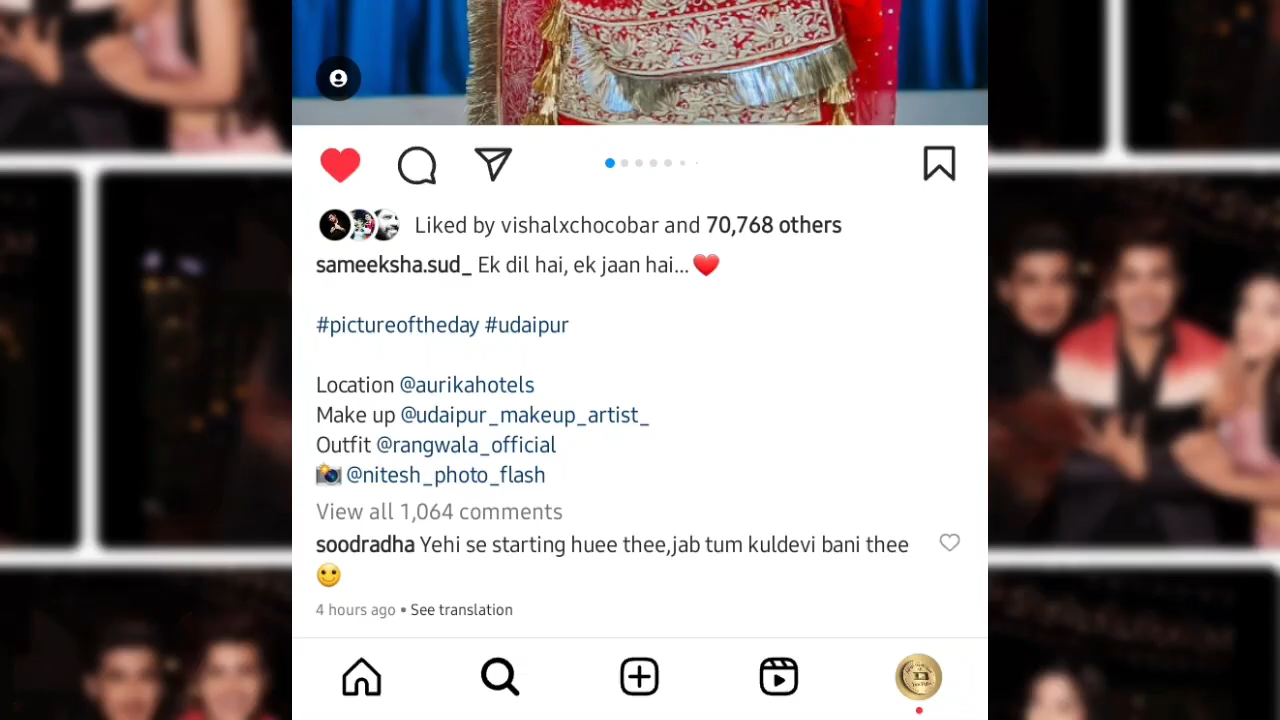 Liked by vishalxchocobar and 70,768 others
sameeksha.sud_ Ek dil hai, ek jaan hai...❤️
#pictureoftheday #udaipur
Location @aurikahotels
Make up @udaipur_makeup_artist_
Outfit @rangwala_official
📸 @nitesh_photo_flash
View all 1,064 comments
soodradha Yehi se starting huee thee,jab tum kuldevi bani thee
🙂
4 hours ago • See translation